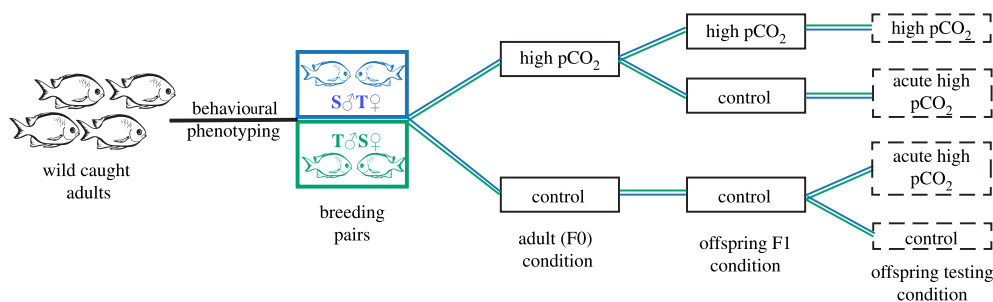 wild caught
adults
behavioural
phenotyping
S♂T♀
T♂S♀
breeding
pairs
high pCO₂
control
adult (F0)
condition
high pCO₂
control
control
offspring F1
condition
high pCO₂
acute high
pCO₂
acute high
pCO₂
control
offspring testing
condition